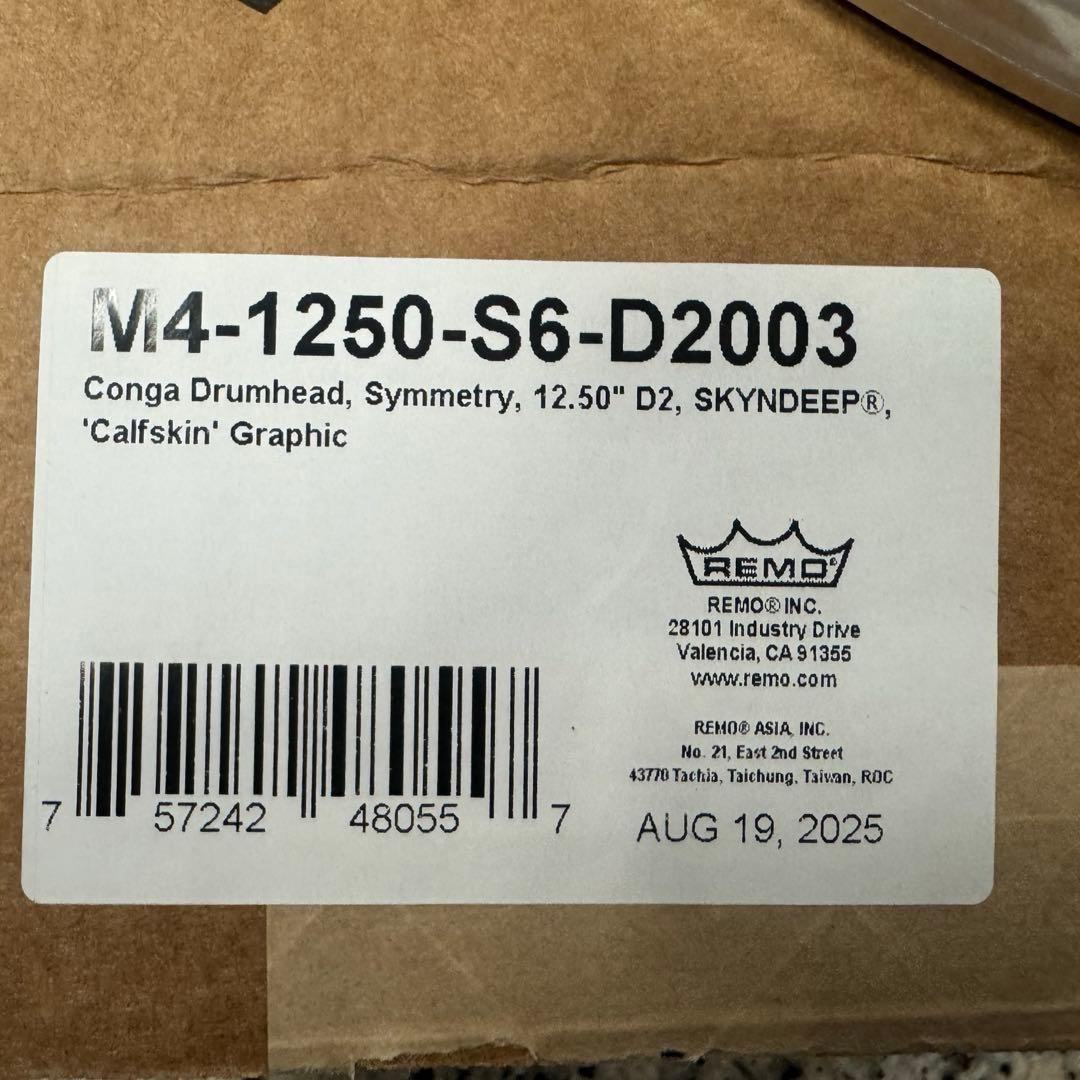 M4-1250-S6-D2003
Conga Drumhead, Symmetry, 12.50" D2, SKYNDEEP®,
'Calfskin' Graphic
REMO®
REMO® INC.
28101 Industry Drive
Valencia, CA 91355
www.remo.com
REMO® ASIA, INC.
No. 21, East 2nd Street
43770 Tachia, Taichung, Taiwan, ROC
AUG 19, 2025
7 57242 48055 7